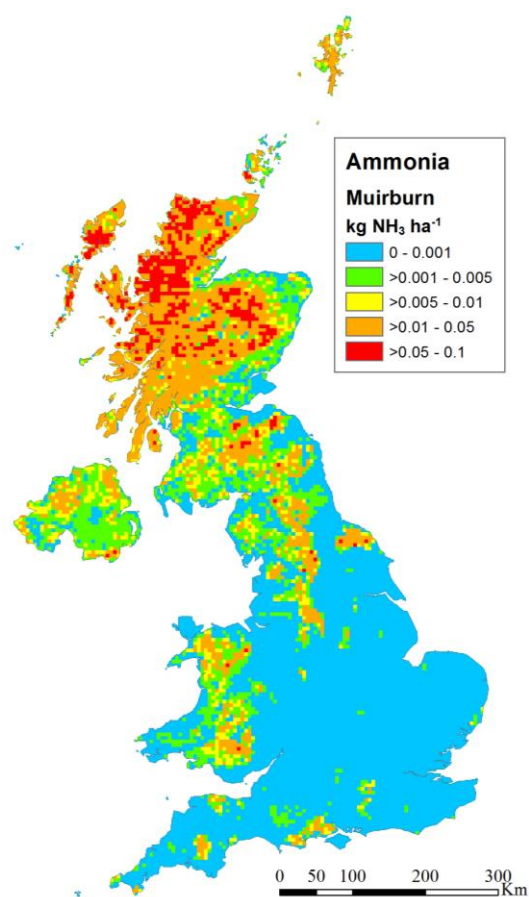 Ammonia
Muirburn
kg NH₃ ha⁻¹
0 - 0.001
>0.001 - 0.005
>0.005 - 0.01
>0.01 - 0.05
>0.05 - 0.1
0 50 100 200 300
Km